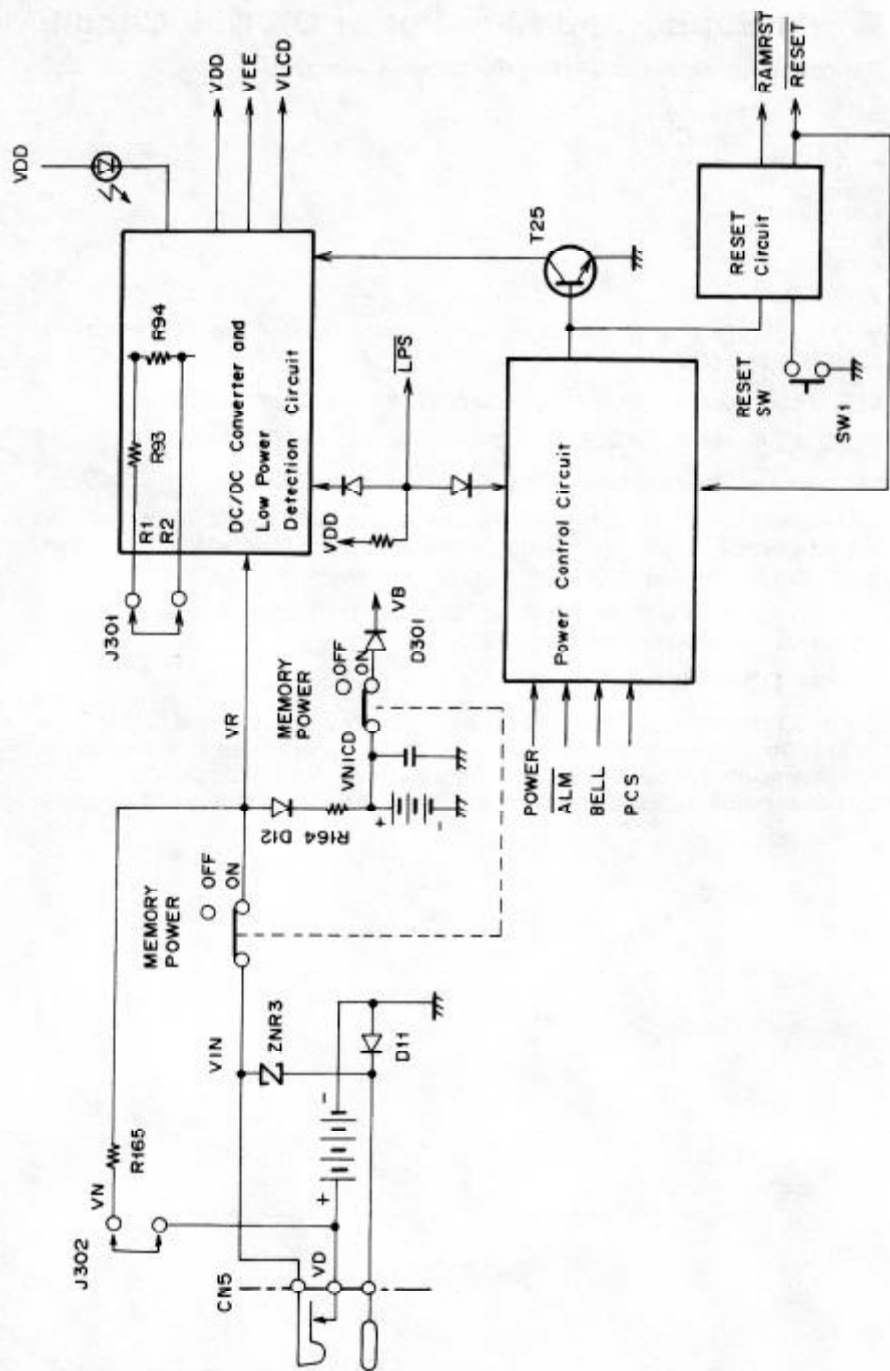 VDD
VDD
VEE
VLCD
R94
R93
R1
R2
DC/DC Converter and
Low Power
Detection Circuit
J301
VR
VDD
LPS
T25
RAMRST
RESET
RESET
Circuit
RESET
SW
SW1
Power Control Circuit
POWER
ALM
BELL
PCS
MEMORY
POWER
OFF
ON
VB
D301
VNICD
+
-
R164
D12
MEMORY
POWER
OFF
ON
VIN
ZNR3
D11
-
+
R165
VN
J302
CN5
VD